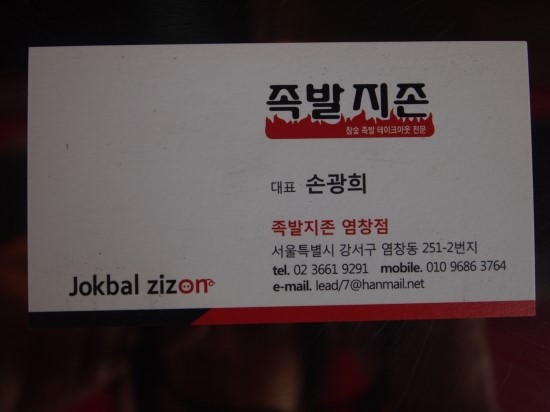 족발지존
참숯 족발 테이크아웃 전문
대표 손광희
족발지존 염창점
서울특별시 강서구 염창동 251-2번지
tel. 02 3661 9291 mobile. 010 9686 3764
e-mail. lead/7@hanmail.net
Jokbal zizon